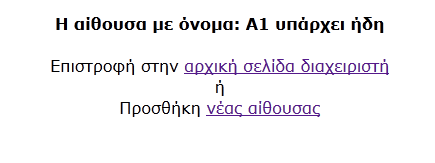 Η αίθουσα με όνομα: Α1 υπάρχει ήδη
Επιστροφή στην αρχική σελίδα διαχειριστή
ή
Προσθήκη νέας αίθουσας